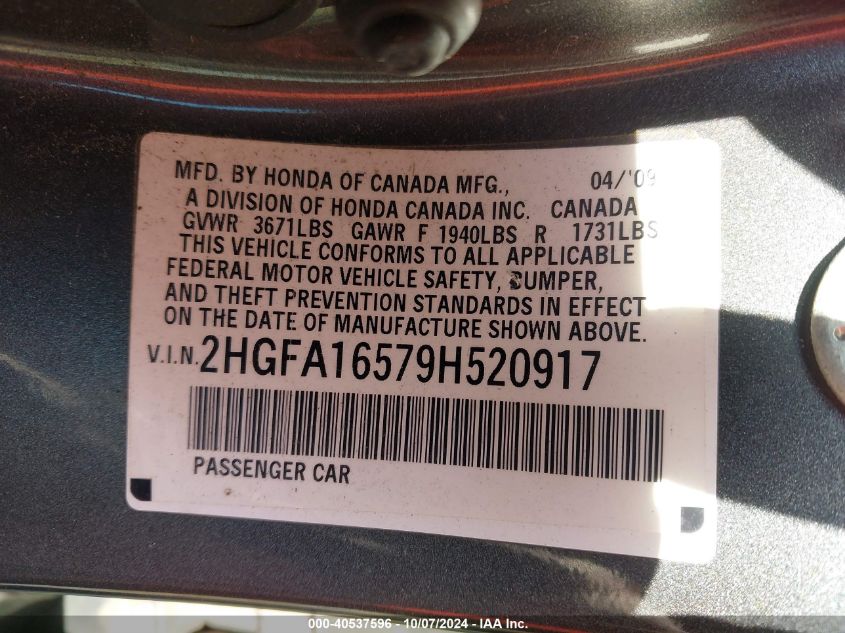 MFD. BY HONDA OF CANADA MFG., 04/'09
A DIVISION OF HONDA CANADA INC. CANADA
GVWR 3671LBS GAWR F 1940LBS R 1731LBS
THIS VEHICLE CONFORMS TO ALL APPLICABLE
FEDERAL MOTOR VEHICLE SAFETY, BUMPER,
AND THEFT PREVENTION STANDARDS IN EFFECT
ON THE DATE OF MANUFACTURE SHOWN ABOVE.
V.I.N. 2HGFA16579H520917
PASSENGER CAR
000-40537596 - 10/07/2024 - IAA Inc.